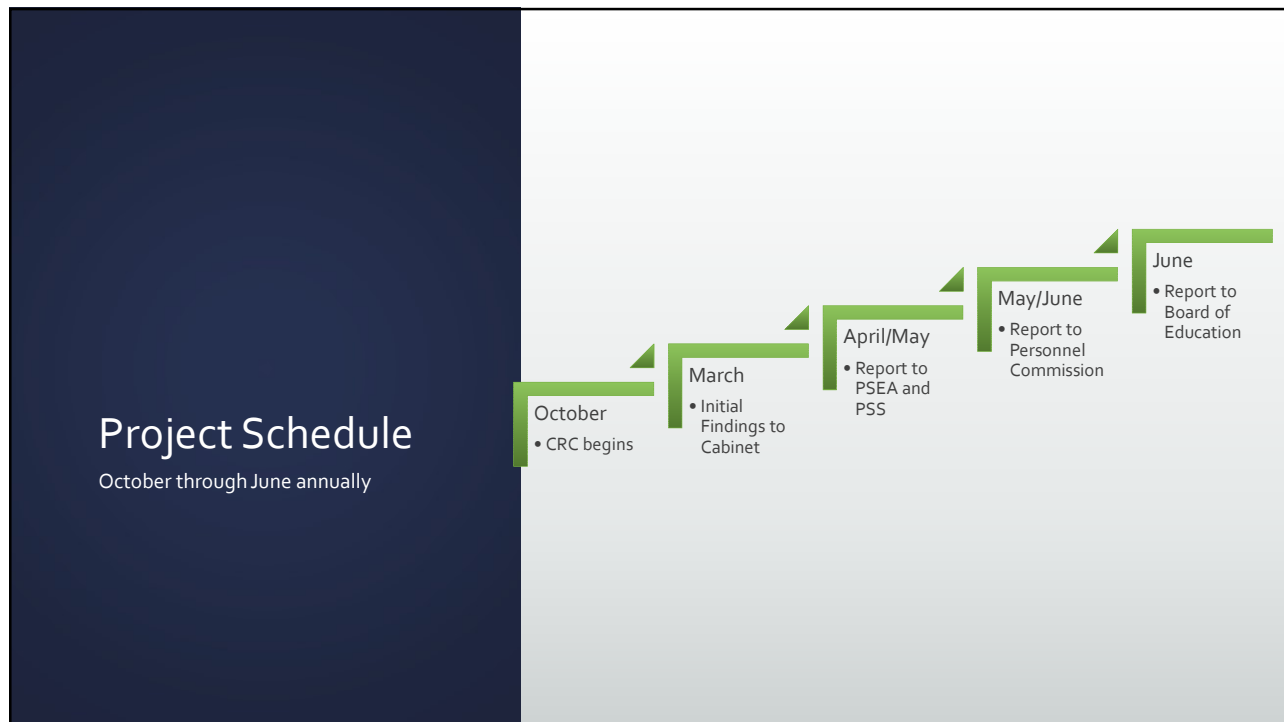 Project Schedule
October through June annually
October
• CRC begins
March
• Initial
Findings to
Cabinet
April/May
• Report to
PSEA and
PSS
May/June
• Report to
Personnel
Commission
June
• Report to
Board of
Education